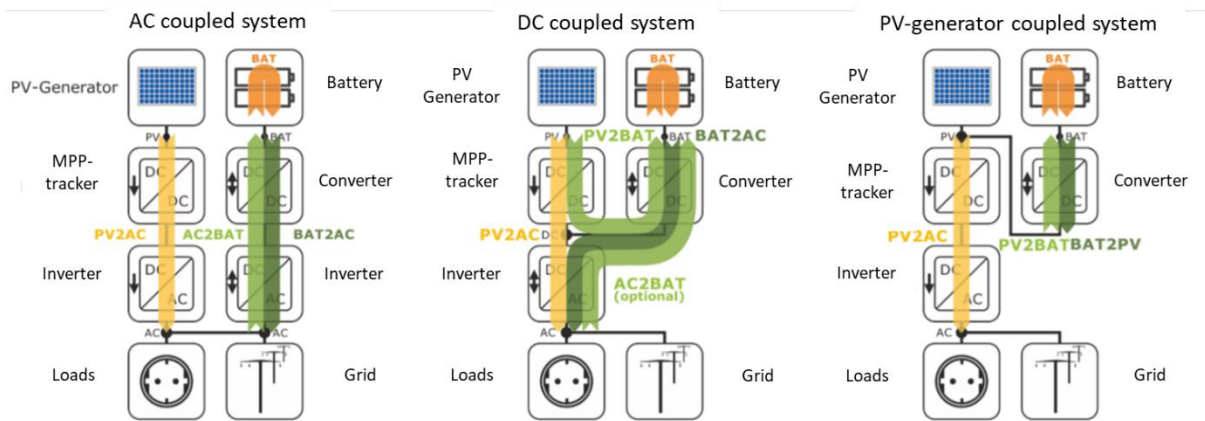 AC coupled system
BAT
PV-Generator
Battery
PV
BAT
MPP-
tracker
DC
DC
DC
DC
Converter
PV2AC
AC2BAT
BAT2AC
Inverter
DC
AC
DC
AC
Inverter
AC
AC
Loads
Grid
DC coupled system
BAT
PV
Generator
Battery
PV
PV2BAT
BAT
BAT2AC
MPP-
tracker
DC
DC
DC
DC
Converter
PV2AC
DC
Inverter
DC
AC
AC2BAT
(optional)
AC
Loads
Grid
PV-generator coupled system
BAT
PV
Generator
Battery
PV
BAT
MPP-
tracker
DC
DC
DC
DC
Converter
PV2AC
PV2BAT
BAT2PV
Inverter
DC
AC
AC
Loads
Grid